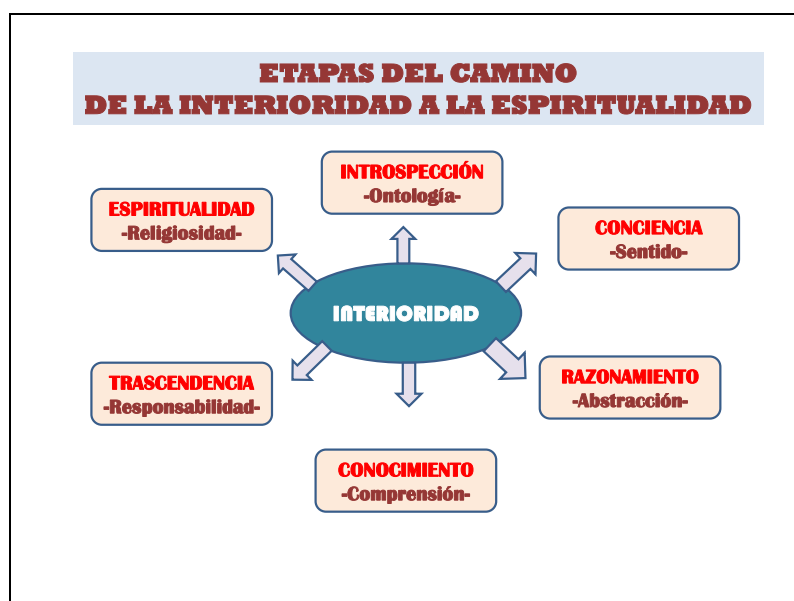 ETAPAS DEL CAMINO
DE LA INTERIORIDAD A LA ESPIRITUALIDAD
INTROSPECCIÓN
-Ontología-
ESPIRITUALIDAD
-Religiosidad-
CONCIENCIA
-Sentido-
INTERIORIDAD
TRASCENDENCIA
-Responsabilidad-
RAZONAMIENTO
-Abstracción-
CONOCIMIENTO
-Comprensión-